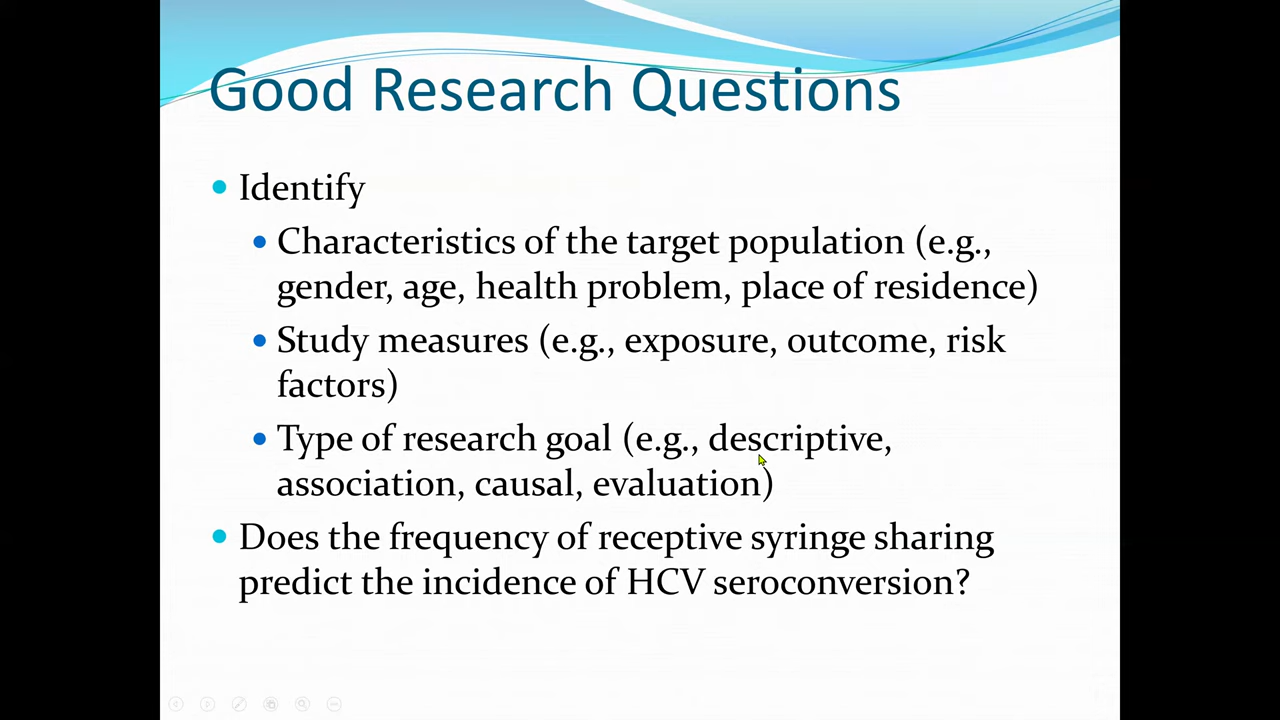 Good Research Questions
Identify
Characteristics of the target population (e.g.,
gender, age, health problem, place of residence)
Study measures (e.g., exposure, outcome, risk
factors)
Type of research goal (e.g., descriptive,
association, causal, evaluation)
Does the frequency of receptive syringe sharing
predict the incidence of HCV seroconversion?